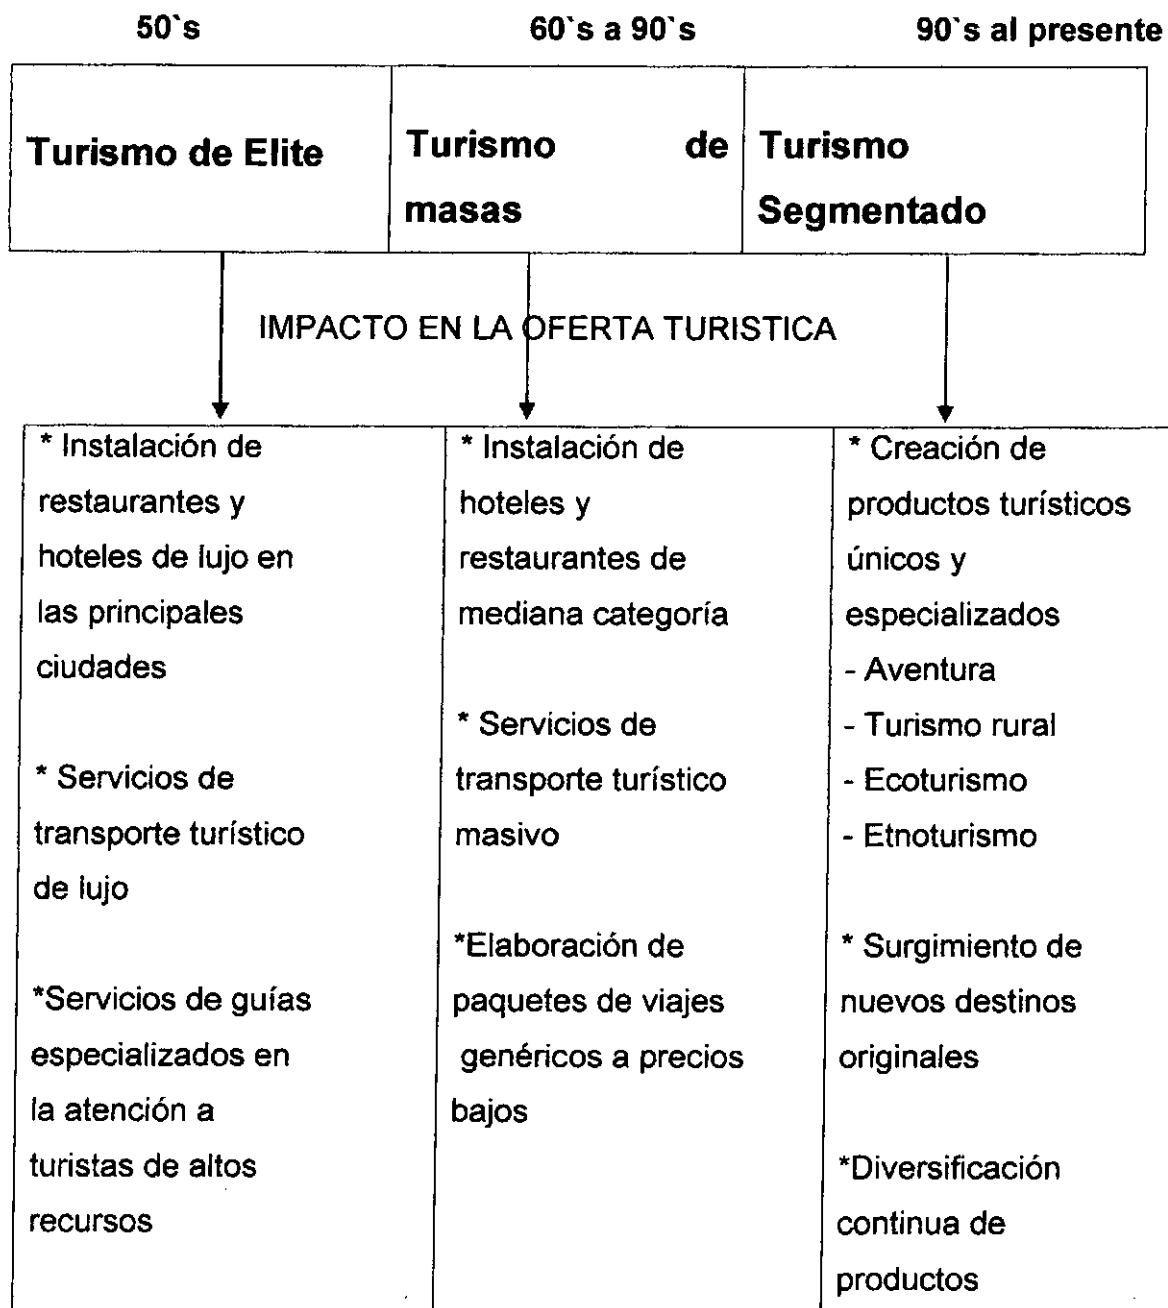 50`s
60`s a 90`s
90`s al presente
Turismo de Elite
Turismo de
masas
Turismo
Segmentado
IMPACTO EN LA OFERTA TURISTICA
* Instalación de
restaurantes y
hoteles de lujo en
las principales
ciudades
* Servicios de
transporte turístico
de lujo
*Servicios de guías
especializados en
la atención a
turistas de altos
recursos
* Instalación de
hoteles y
restaurantes de
mediana categoría
* Servicios de
transporte turístico
masivo
*Elaboración de
paquetes de viajes
genéricos a precios
bajos
* Creación de
productos turísticos
únicos y
especializados
- Aventura
- Turismo rural
- Ecoturismo
- Etnoturismo
* Surgimiento de
nuevos destinos
originales
*Diversificación
continua de
productos